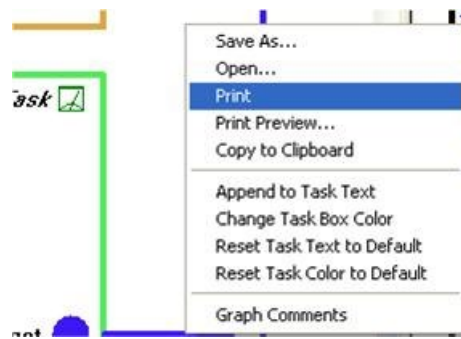 Save As...
Open...
Task
Print
Print Preview...
Copy to Clipboard
Append to Task Text
Change Task Box Color
Reset Task Text to Default
Reset Task Color to Default
Graph Comments